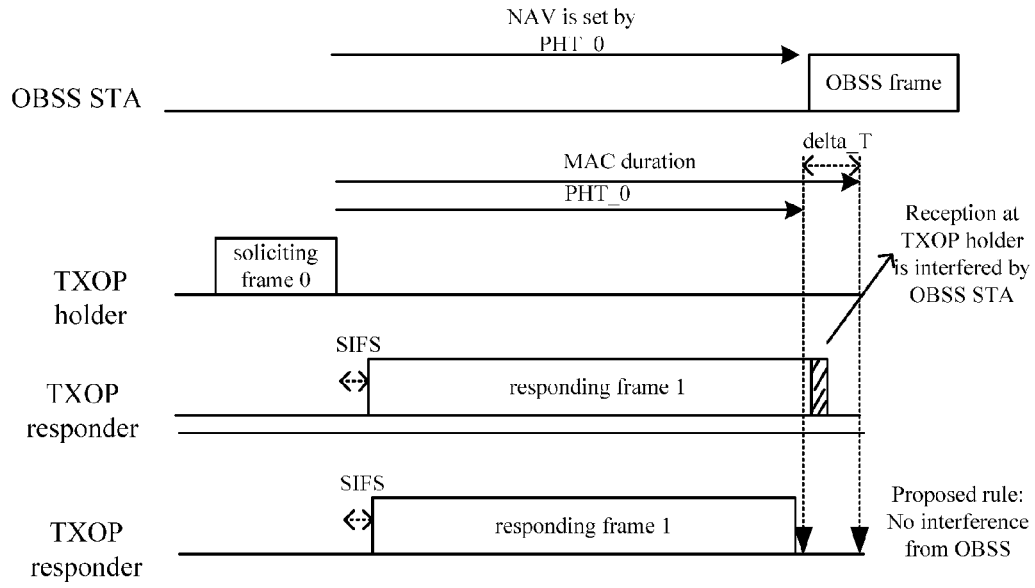 NAV is set by
PHT_0
OBSS STA
OBSS frame
delta_T
MAC duration
PHT_0
Reception at
TXOP holder
is interfered by
OBSS STA
soliciting
frame 0
TXOP
holder
SIFS
responding frame 1
TXOP
responder
SIFS
responding frame 1
TXOP
responder
Proposed rule:
No interference
from OBSS